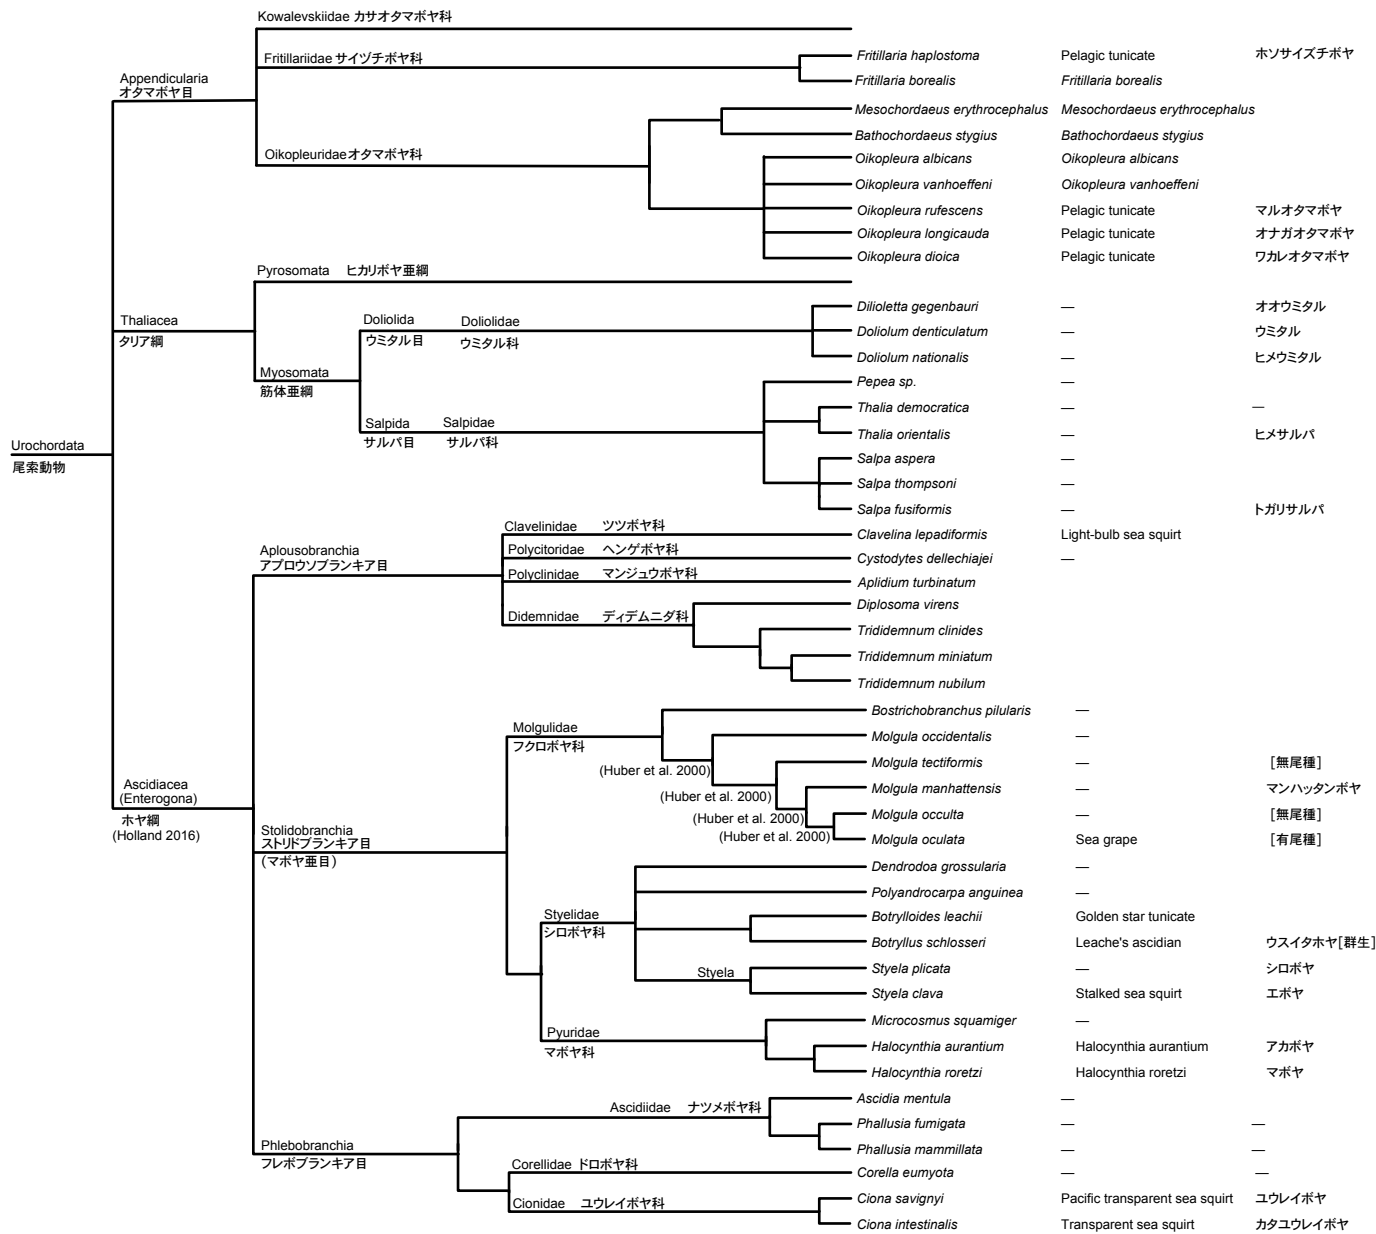 Kowalevskiidae カサオタマボヤ科
Fritillariidae サイヅチボヤ科
Fritillaria haplostoma Pelagic tunicate ホソサイズチボヤ
Appendicularia
オタマボヤ目
Fritillaria borealis Fritillaria borealis
Mesochordaeus erythrocephalus Mesochordaeus erythrocephalus
Bathochordaeus stygius Bathochordaeus stygius
Oikopleuridae オタマボヤ科
Oikopleura albicans Oikopleura albicans
Oikopleura vanhoeffeni Oikopleura vanhoeffeni
Oikopleura rufescens Pelagic tunicate マルオタマボヤ
Oikopleura longicauda Pelagic tunicate オナガオタマボヤ
Oikopleura dioica Pelagic tunicate ワカレオタマボヤ
Pyrosomata ヒカリボヤ亜綱
Thaliacea
タリア綱
Doliolida Doliolidae
ウミタル目 ウミタル科
Dilioletta gegenbauri — オオウミタル
Doliolum denticulatum — ウミタル
Doliolum nationalis — ヒメウミタル
Myosomata
筋体亜綱
Pepea sp. —
Thalia democratica — —
Salpida Salpidae
サルパ目 サルパ科
Thalia orientalis — ヒメサルパ
Urochordata
尾索動物
Salpa aspera —
Salpa thompsoni —
Salpa fusiformis — トガリサルパ
Clavelinidae ツツボヤ科
Clavelina lepadiformis Light-bulb sea squirt
Aplousobranchia
アプロウソブランキア目
Polycitoridae ヘンゲボヤ科
Cystodytes dellechiajei —
Polyclinidae マンジュウボヤ科
Aplidium turbinatum
Didemnidae ディデムニダ科
Diplosoma virens
Trididemnum clinides
Trididemnum miniatum
Trididemnum nubilum
Molgulidae
フクロボヤ科
Bostrichobranchus pilularis —
Molgula occidentalis —
(Huber et al. 2000)
Molgula tectiformis — [無尾種]
(Huber et al. 2000)
Molgula manhattensis — マンハッタンボヤ
(Huber et al. 2000)
Molgula occulta — [無尾種]
(Huber et al. 2000)
Molgula oculata Sea grape [有尾種]
Ascidiacea
(Enterogona)
ホヤ綱
(Holland 2016)
Stolidobranchia
ストリドブランキア目
(マボヤ亜目)
Dendrodoa grossularia —
Polyandrocarpa anguinea —
Styelidae
シロボヤ科
Botrylloides leachii Golden star tunicate
Botryllus schlosseri Leache's ascidian ウスイタホヤ[群生]
Styela
Styela plicata — シロボヤ
Styela clava Stalked sea squirt エボヤ
Pyuridae
マボヤ科
Microcosmus squamiger —
Halocynthia aurantium Halocynthia aurantium アカボヤ
Halocynthia roretzi Halocynthia roretzi マボヤ
Ascidiidae ナツメボヤ科
Ascidia mentula —
Phallusia fumigata — —
Phallusia mammillata — —
Phlebobranchia
フレボブランキア目
Corellidae ドロボヤ科
Corella eumyota — —
Cionidae ユウレイボヤ科
Ciona savignyi Pacific transparent sea squirt ユウレイボヤ
Ciona intestinalis Transparent sea squirt カタユウレイボヤ